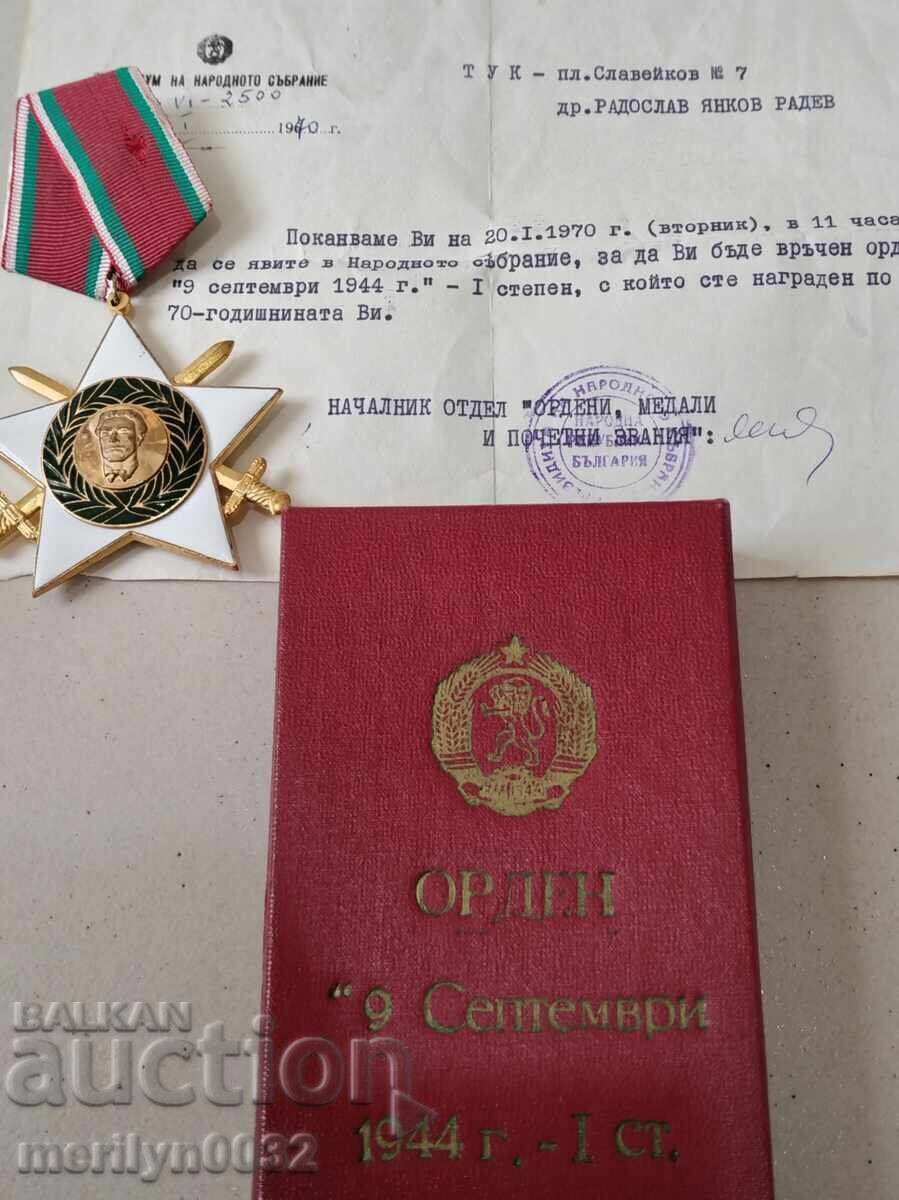 УМ НА НАРОДНОТО СЪБРАНИЕ
VI-2500
1970 г.
ТУК - пл.Славейков № 7
др.РАДОСЛАВ ЯНКОВ РАДЕВ
Поканваме Ви на 20.I.1970 г. (вторник), в 11 часа
да се явите в Народното събрание, за да Ви бъде връчен орд
"9 септември 1944 г." - I степен, с който сте награден по
70-годишнината Ви.
НАЧАЛНИК ОТДЕЛ "ОРДЕНИ, МЕДАЛИ
И ПОЧЕТНИ ЗВАНИЯ":
НАРОДНА
РЕПУБЛИКА
БЪЛГАРИЯ
ОРДЕН
"9 Септември
1944 г. - I ст.
BALKAN
auction
merilyn0032